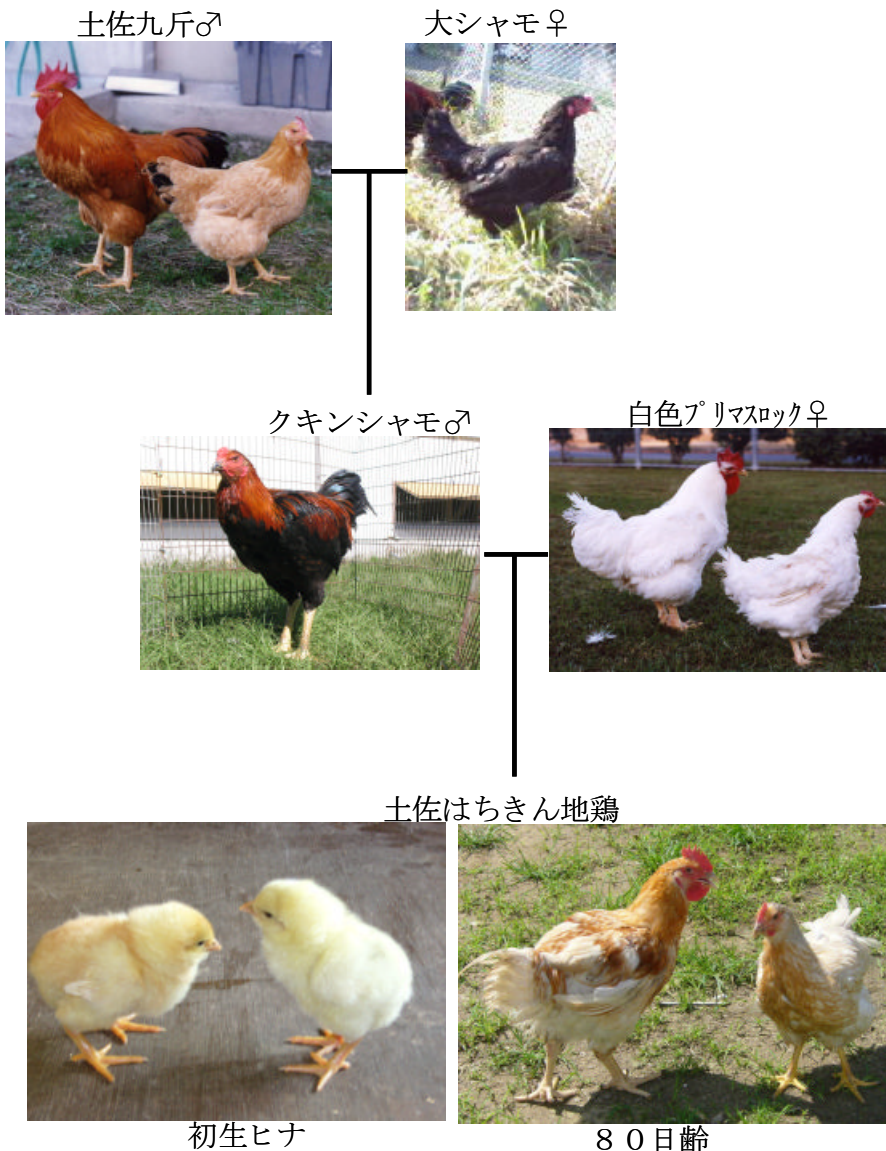 土佐九斤♂
大シャモ♀
クキンシャモ♂
白色プリマスロック♀
土佐はちきん地鶏
初生ヒナ
８０日齢